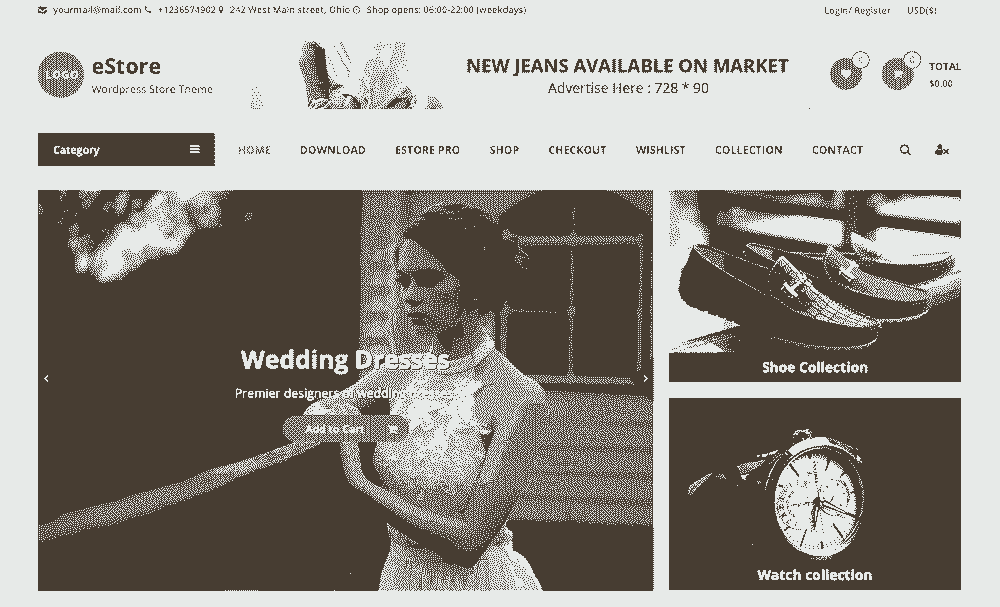 yourmail@mail.com +1236574902 242 West Main street, Ohio Shop opens: 06:00-22:00 (weekdays) Login/ Register USD($)
LOGO eStore
Wordpress Store Theme
NEW JEANS AVAILABLE ON MARKET
Advertise Here : 728 * 90
0 0 TOTAL
$0.00
Category HOME DOWNLOAD ESTORE PRO SHOP CHECKOUT WISHLIST COLLECTION CONTACT
Wedding Dresses
Premier designers of wedding
Add to Cart
Shoe Collection
Watch collection